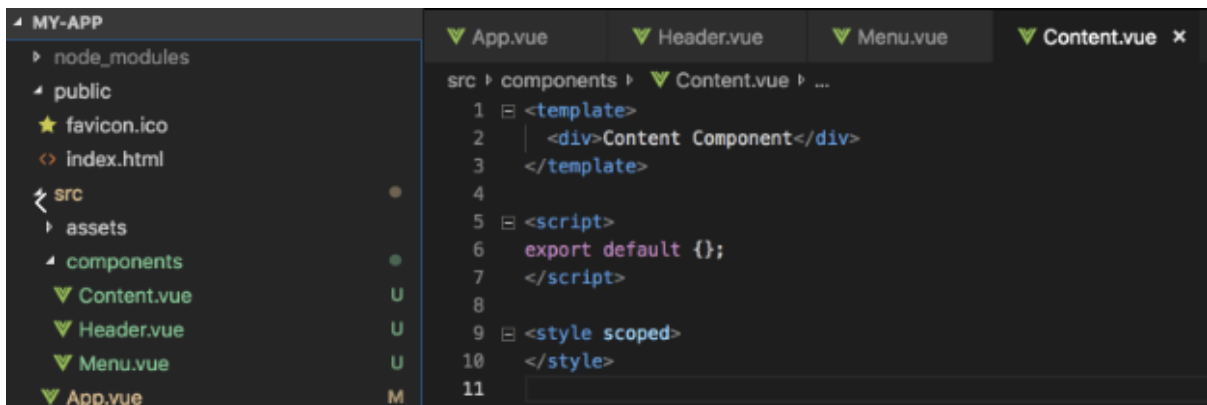 MY-APP
node_modules
public
favicon.ico
<> index.html
src
assets
components
Content.vue U
Header.vue U
Menu.vue U
App.vue M
App.vue Header.vue Menu.vue Content.vue ×
src components Content.vue ...
1 <template>
2 <div>Content Component</div>
3 </template>
4
5 <script>
6 export default {};
7 </script>
8
9 <style scoped>
10 </style>
11